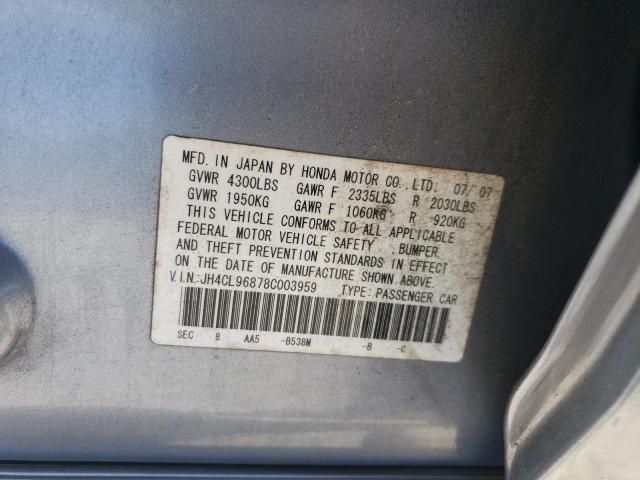 MFD. IN JAPAN BY HONDA MOTOR CO.,LTD. 07/ 07
GVWR 4300LBS GAWR F 2335LBS R 2030LBS
GVWR 1950KG GAWR F 1060KG R 920KG
THIS VEHICLE CONFORMS TO ALL APPLICABLE
FEDERAL MOTOR VEHICLE SAFETY , BUMPER,
AND THEFT PREVENTION STANDARDS IN EFFECT
ON THE DATE OF MANUFACTURE SHOWN ABOVE.
V.I.N.:JH4CL96878C003959 TYPE: PASSENGER CAR
SEC 8 AA5 -B538M -B -C